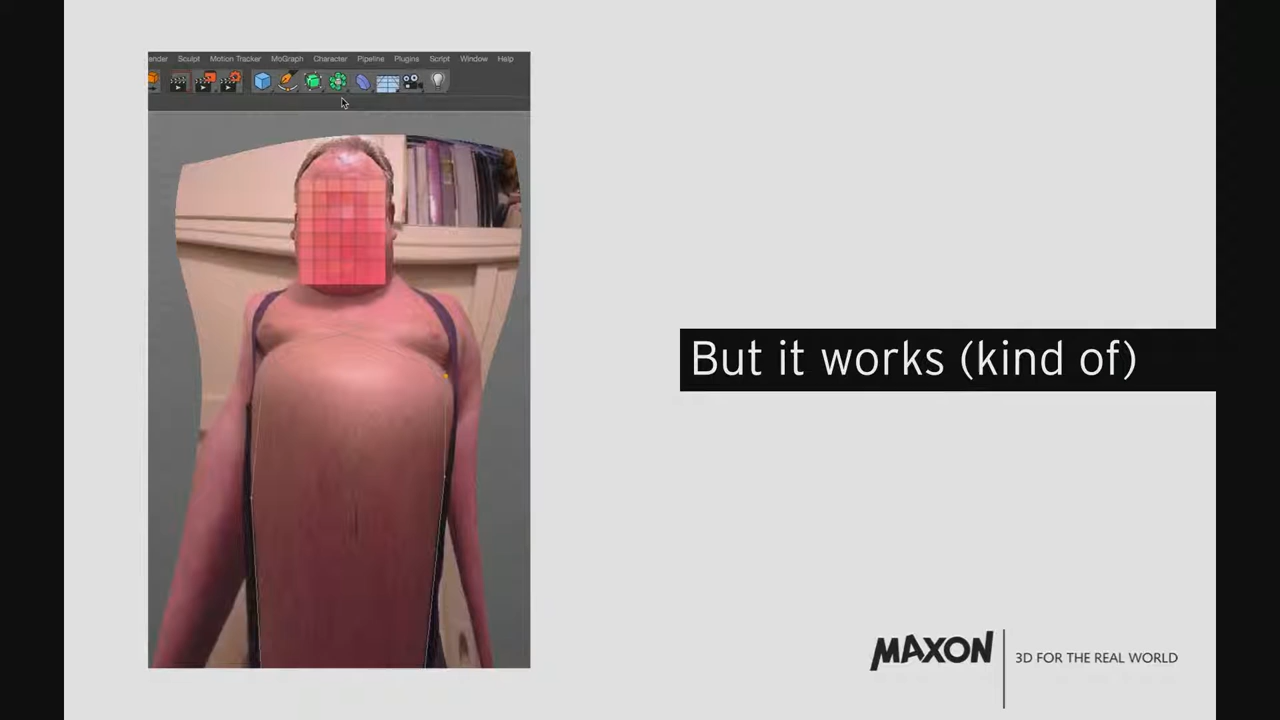 ender Sculpt Motion Tracker MoGraph Character Pipeline Plugins Script Window Help
But it works (kind of)
MAXON
3D FOR THE REAL WORLD